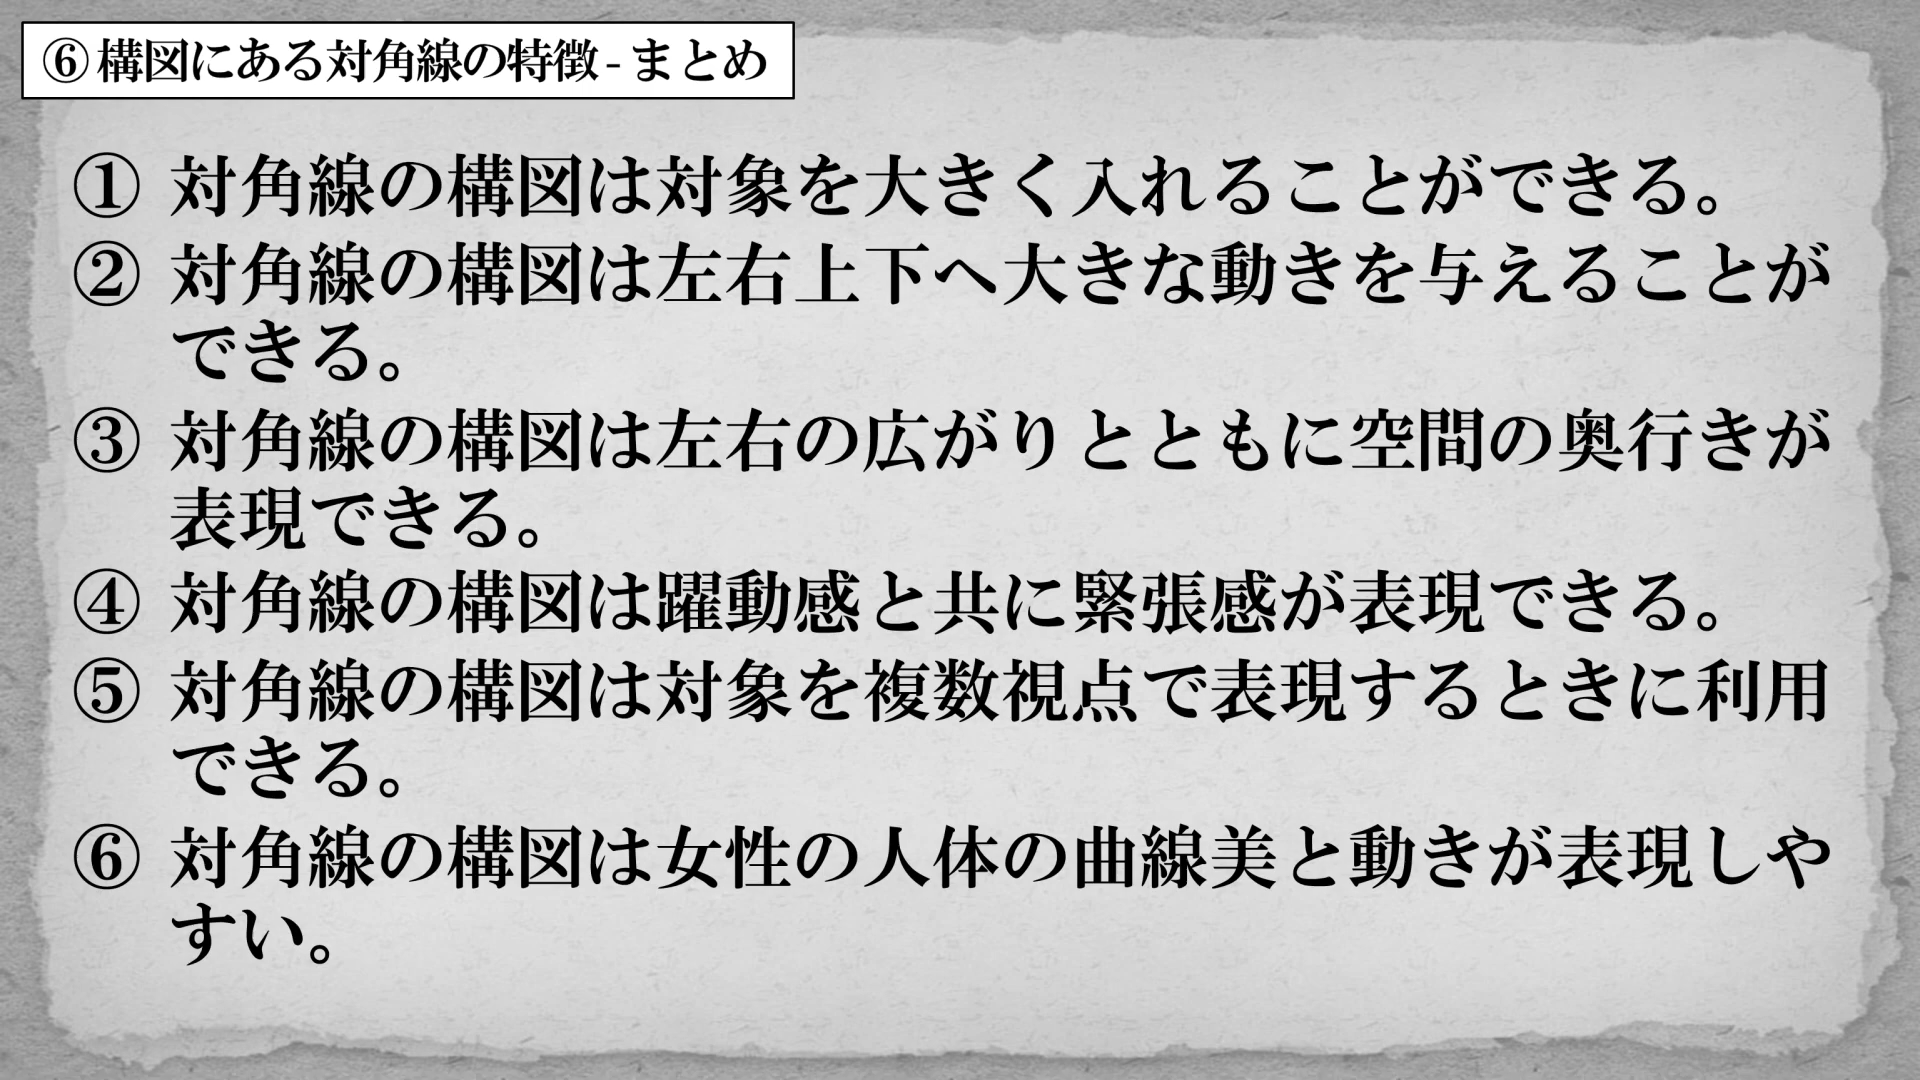 ⑥構図にある対角線の特徴-まとめ
① 対角線の構図は対象を大きく入れることができる。
② 対角線の構図は左右上下へ大きな動きを与えることが
できる。
③ 対角線の構図は左右の広がりとともに空間の奥行きが
表現できる。
④ 対角線の構図は躍動感と共に緊張感が表現できる。
⑤ 対角線の構図は対象を複数視点で表現するときに利用
できる。
⑥ 対角線の構図は女性の人体の曲線美と動きが表現しや
すい。